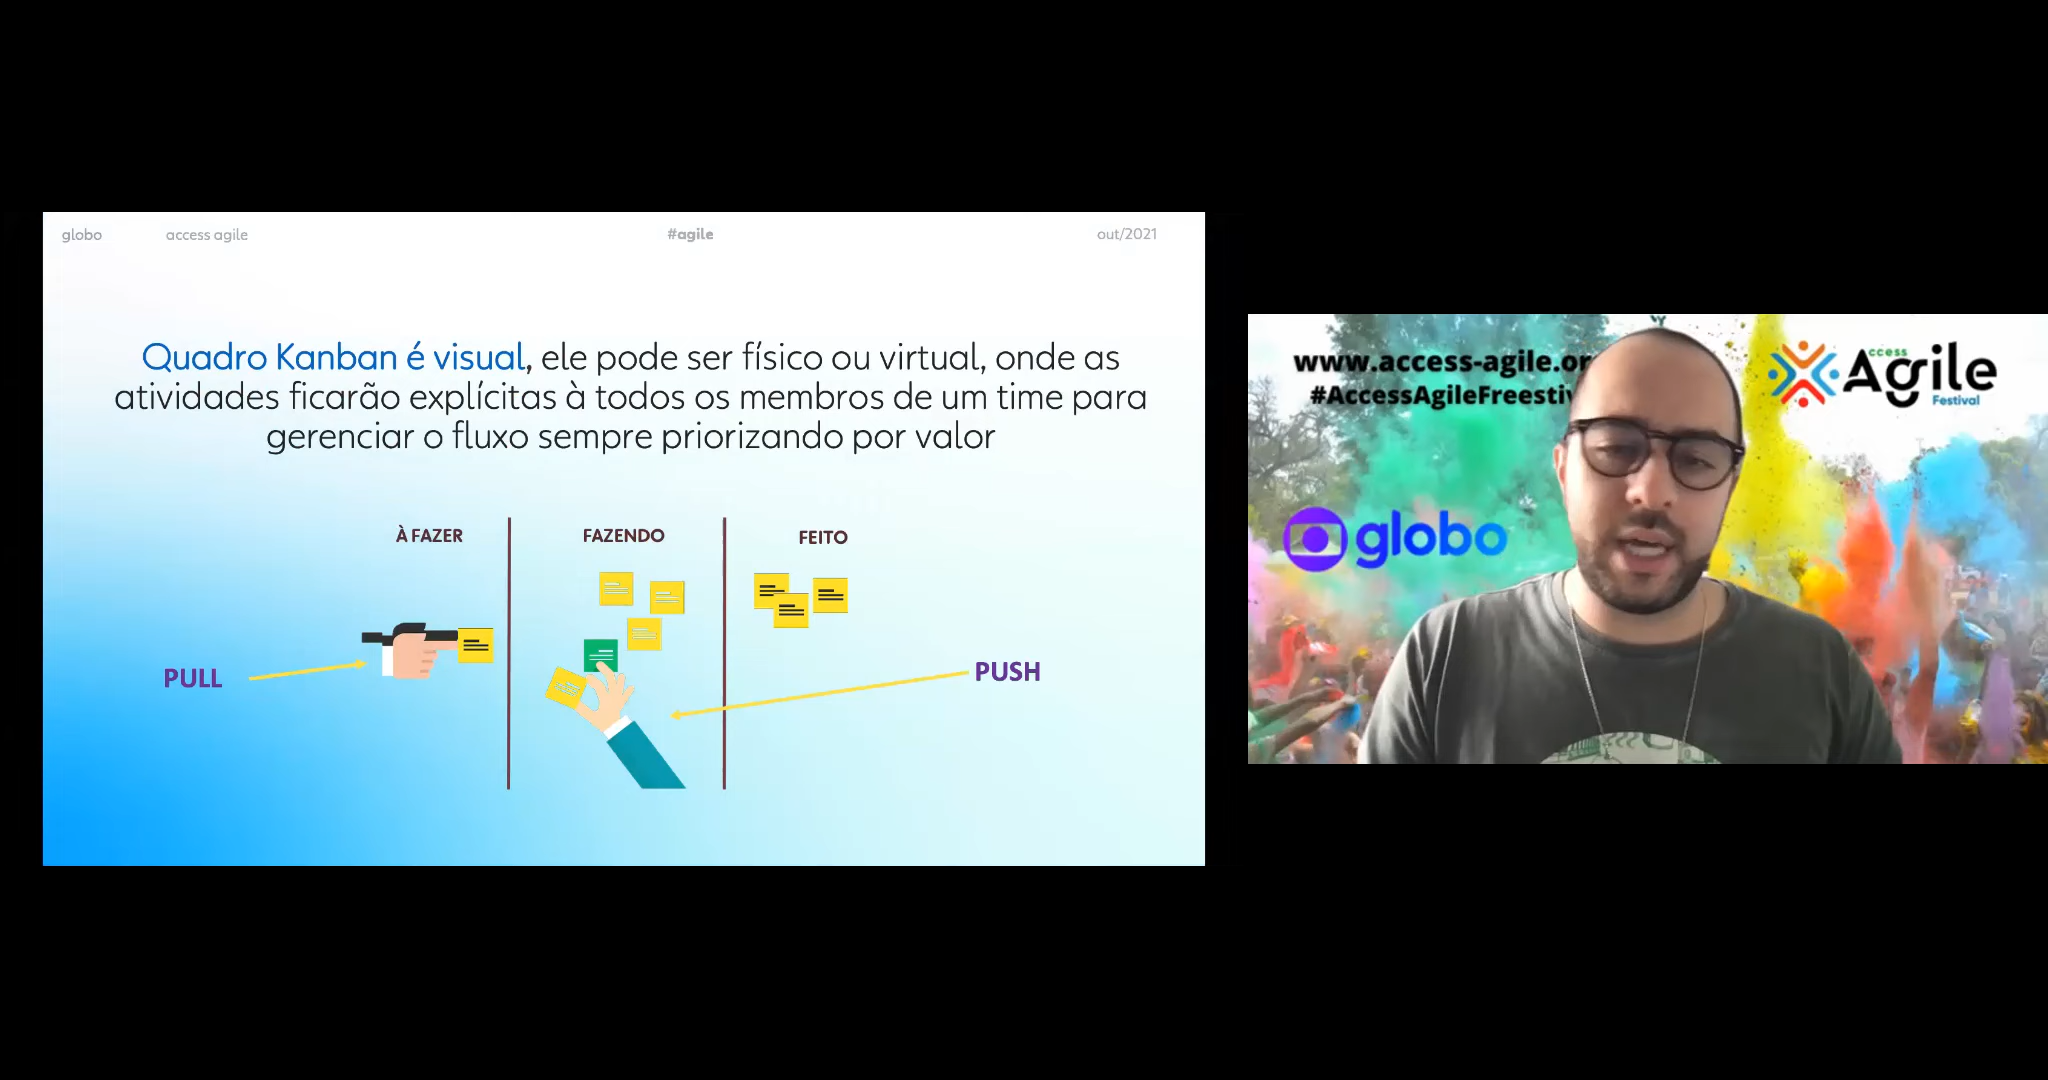 globo access agile #agile out/2021
Quadro Kanban é visual, ele pode ser físico ou virtual, onde as
atividades ficarão explícitas à todos os membros de um time para
gerenciar o fluxo sempre priorizando por valor
À FAZER FAZENDO FEITO
PULL
PUSH
www.access-agile.or
#AccessAgileFreestiv
globo
Access Agile
Festival